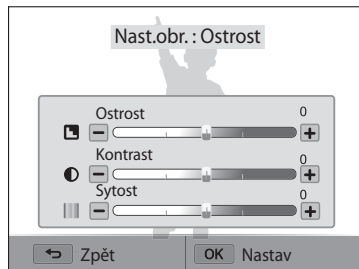 Nast.obr. : Ostrost
Ostrost 0
Kontrast 0
Sytost 0
Zpět OK Nastav